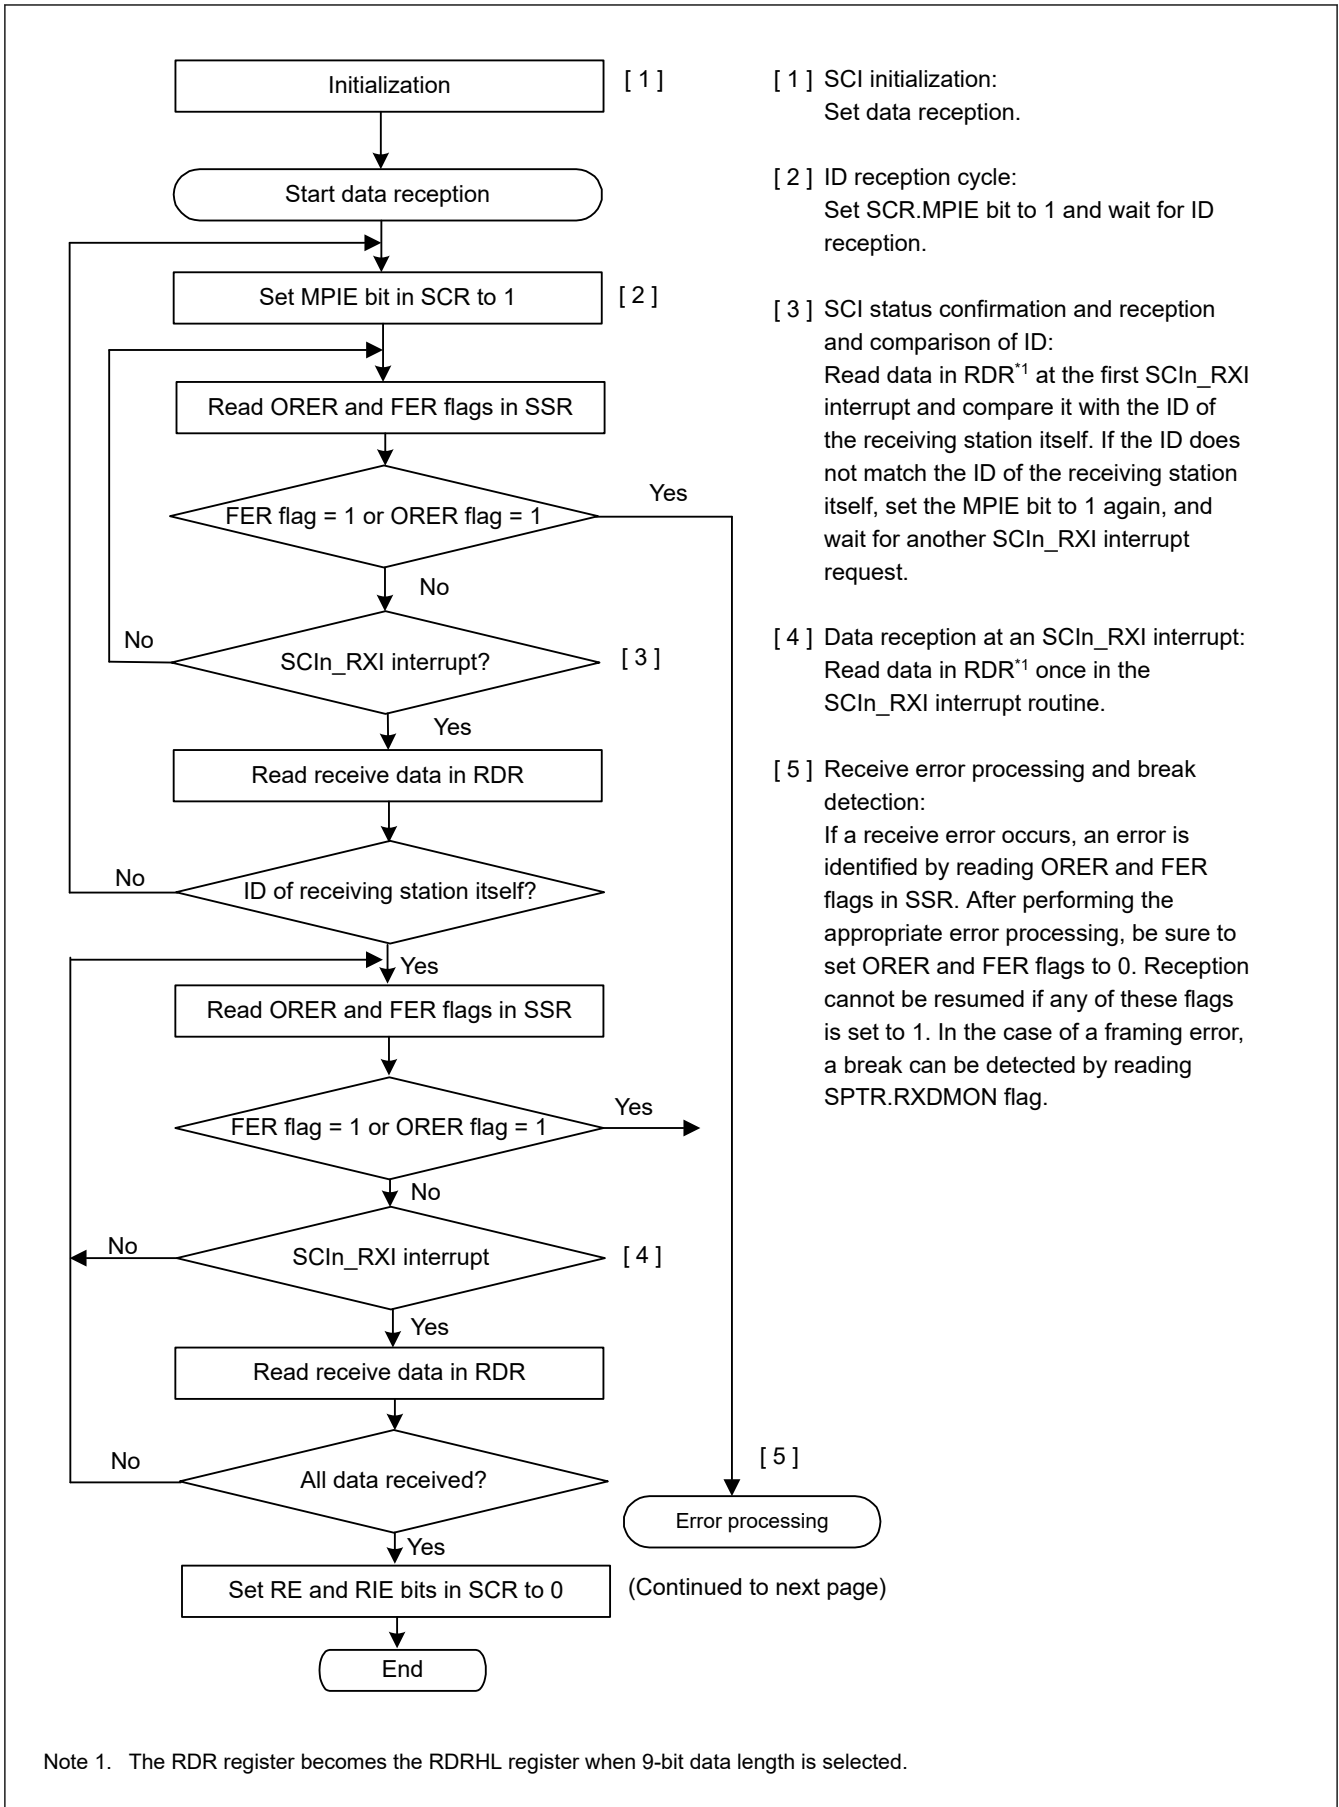 Initialization
[ 1 ]
Start data reception
Set MPIE bit in SCR to 1
[ 2 ]
Read ORER and FER flags in SSR
FER flag = 1 or ORER flag = 1
Yes
No
SCIn_RXI interrupt?
[ 3 ]
No
Yes
Read receive data in RDR
ID of receiving station itself?
No
Yes
Read ORER and FER flags in SSR
FER flag = 1 or ORER flag = 1
Yes
No
SCIn_RXI interrupt
[ 4 ]
No
Yes
Read receive data in RDR
All data received?
No
Yes
[ 5 ]
Error processing
Set RE and RIE bits in SCR to 0
(Continued to next page)
End
[ 1 ] SCI initialization:
Set data reception.
[ 2 ] ID reception cycle:
Set SCR.MPIE bit to 1 and wait for ID
reception.
[ 3 ] SCI status confirmation and reception
and comparison of ID:
Read data in RDR*1 at the first SCIn_RXI
interrupt and compare it with the ID of
the receiving station itself. If the ID does
not match the ID of the receiving station
itself, set the MPIE bit to 1 again, and
wait for another SCIn_RXI interrupt
request.
[ 4 ] Data reception at an SCIn_RXI interrupt:
Read data in RDR*1 once in the
SCIn_RXI interrupt routine.
[ 5 ] Receive error processing and break
detection:
If a receive error occurs, an error is
identified by reading ORER and FER
flags in SSR. After performing the
appropriate error processing, be sure to
set ORER and FER flags to 0. Reception
cannot be resumed if any of these flags
is set to 1. In the case of a framing error,
a break can be detected by reading
SPTR.RXDMON flag.
Note 1. The RDR register becomes the RDRHL register when 9-bit data length is selected.